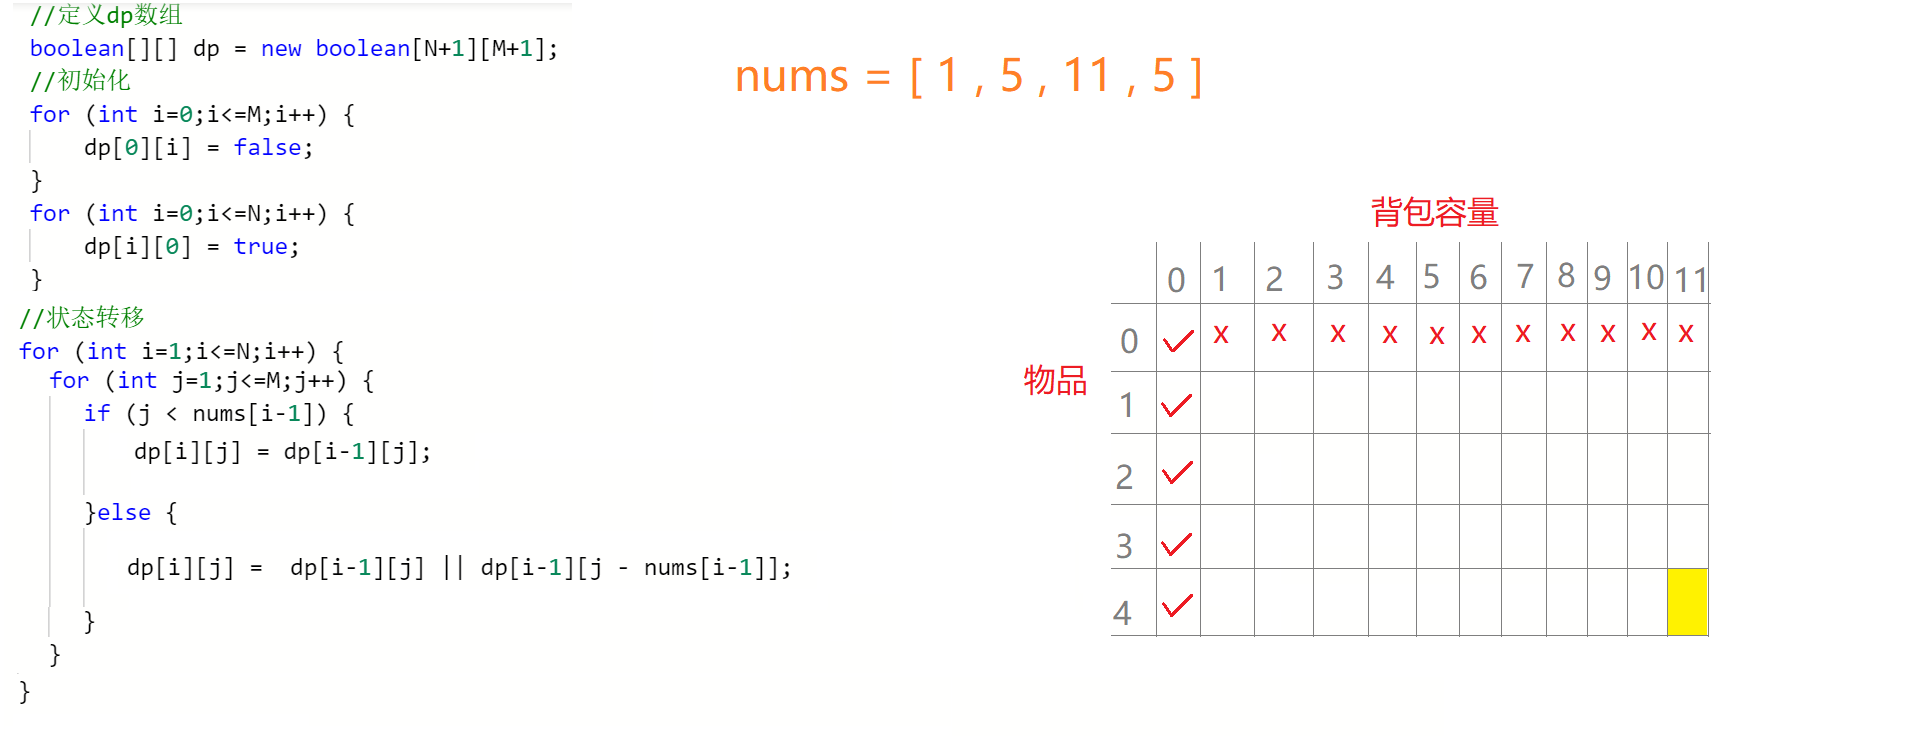 //定义dp数组
boolean[][] dp = new boolean[N+1][M+1];
//初始化
for (int i=0;i<=M;i++) {
dp[0][i] = false;
}
for (int i=0;i<=N;i++) {
dp[i][0] = true;
}
//状态转移
for (int i=1;i<=N;i++) {
for (int j=1;j<=M;j++) {
if (j < nums[i-1]) {
dp[i][j] = dp[i-1][j];
}else {
dp[i][j] = dp[i-1][j] || dp[i-1][j - nums[i-1]];
}
}
}
nums = [ 1 , 5 , 11 , 5 ]
背包容量
0 1 2 3 4 5 6 7 8 9 10 11
0 ✓ x x x x x x x x x x x
物品
1 ✓
2 ✓
3 ✓
4 ✓